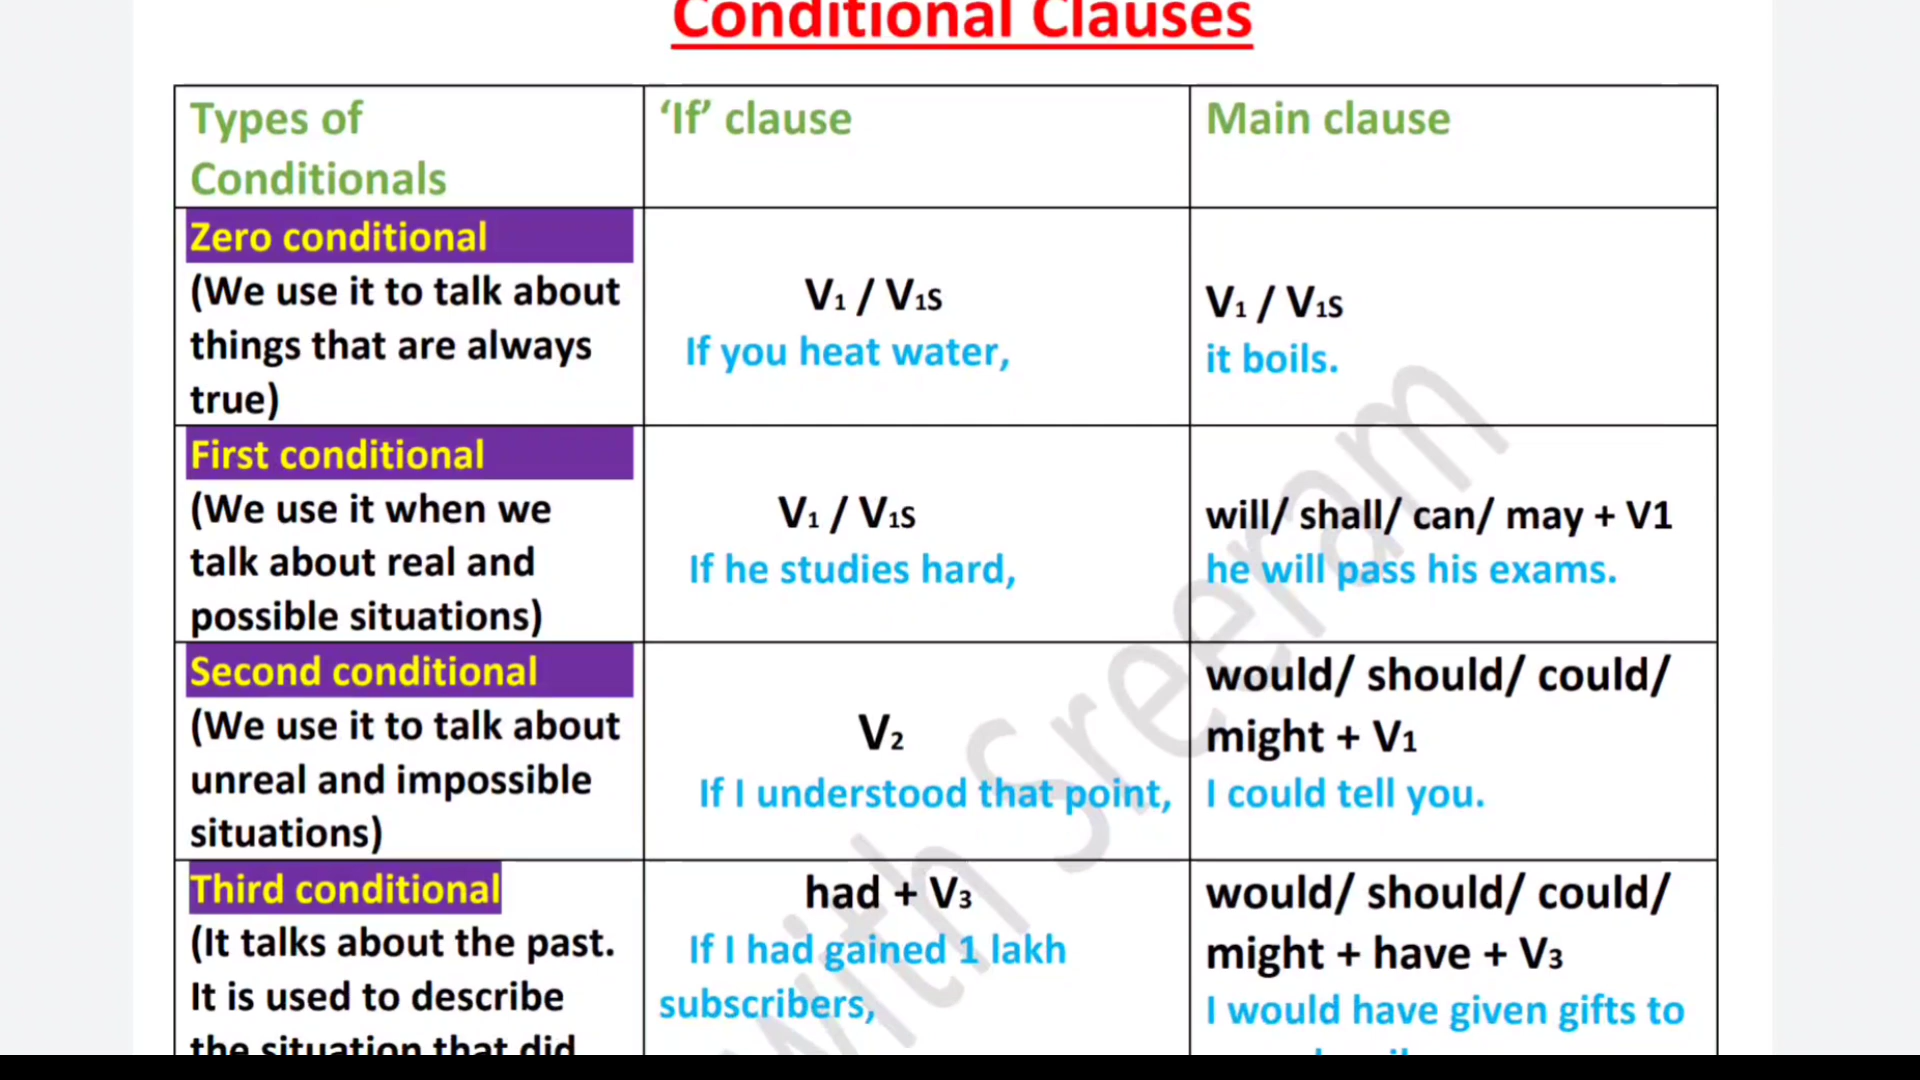 Conditional Clauses
Types of
Conditionals
‘If’ clause
Main clause
Zero conditional
(We use it to talk about
things that are always
true)
V₁ / V₁s
If you heat water,
V₁ / V₁s
it boils.
First conditional
(We use it when we
talk about real and
possible situations)
V₁ / V₁s
If he studies hard,
will/ shall/ can/ may + V1
he will pass his exams.
Second conditional
(We use it to talk about
unreal and impossible
situations)
V₂
If I understood that point,
would/ should/ could/
might + V₁
I could tell you.
Third conditional
(It talks about the past.
It is used to describe
the situation that did
had + V₃
If I had gained 1 lakh
subscribers,
would/ should/ could/
might + have + V₃
I would have given gifts to
with Sreeram